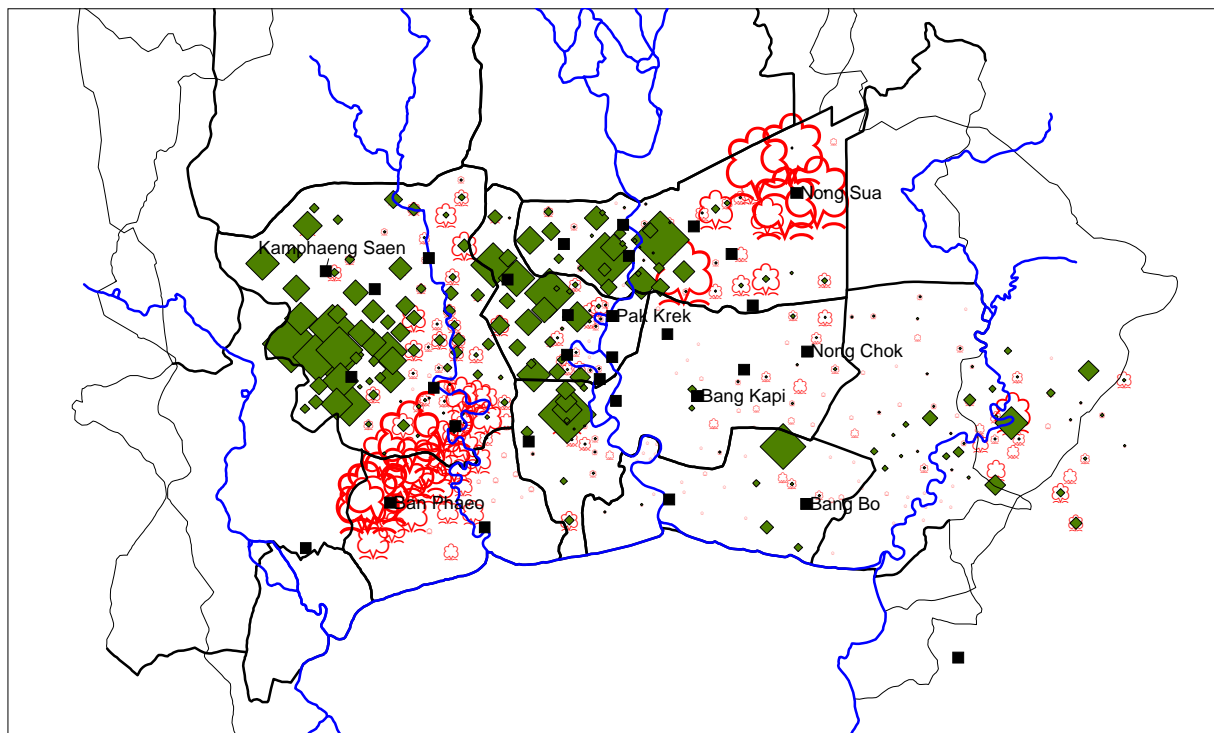 Nong Sua
Kamphaeng Saen
Pak Krek
Nong Chok
Bang Kapi
Ban Phaeo
Bang Bo